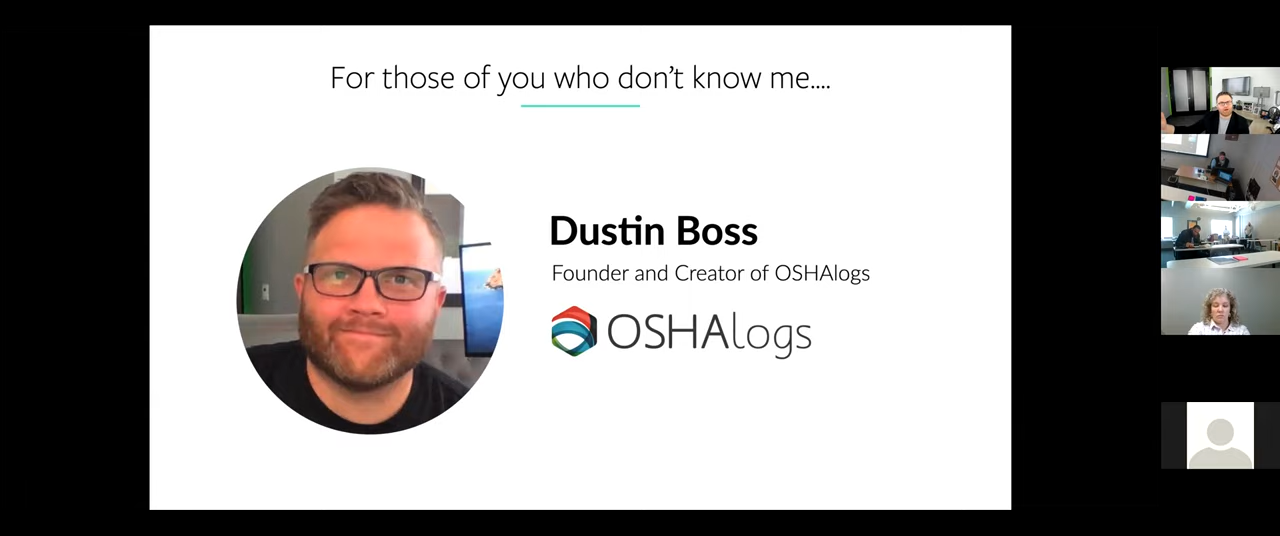 For those of you who don't know me....
Dustin Boss
Founder and Creator of OSHAlogs
OSHAlogs